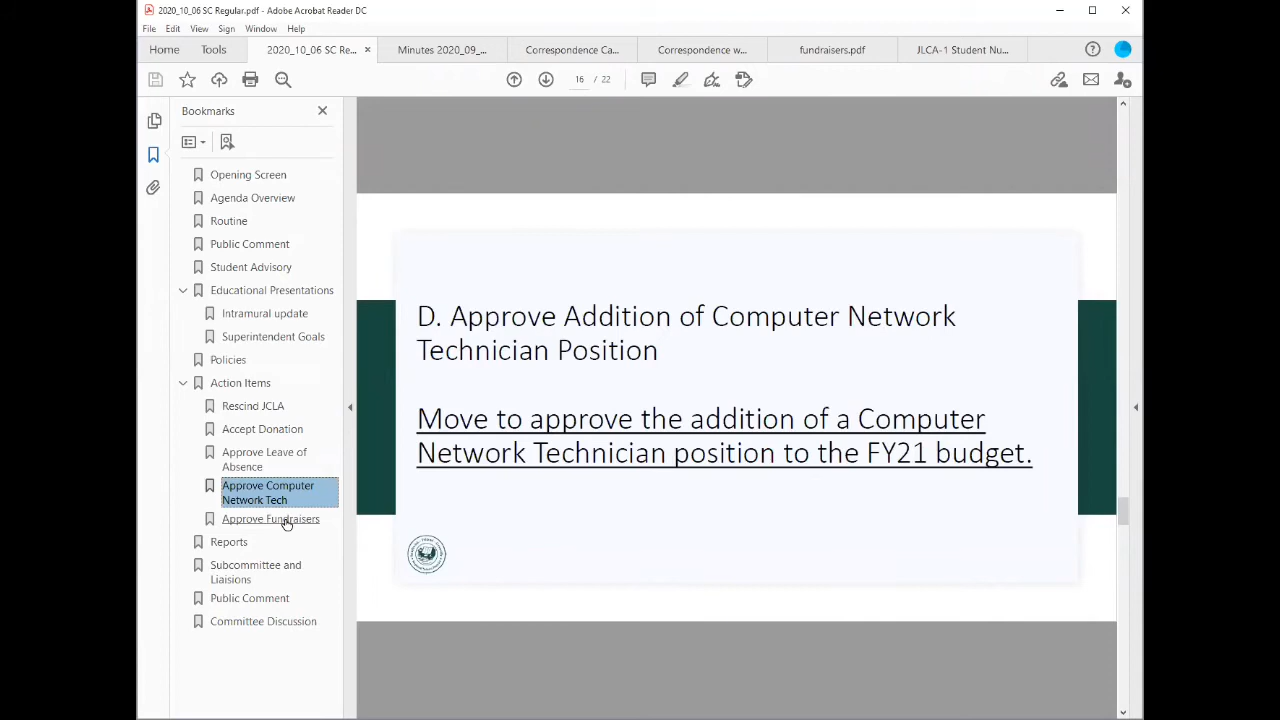 2020_10_06 SC Regular.pdf - Adobe Acrobat Reader DC
File Edit View Sign Window Help
Home Tools 2020_10_06 SC Re... Minutes 2020_09_... Correspondence Ca... Correspondence w... fundraisers.pdf JLCA-1 Student Nu...
16 / 22
Bookmarks
Opening Screen
Agenda Overview
Routine
Public Comment
Student Advisory
Educational Presentations
Intramural update
Superintendent Goals
Policies
Action Items
Rescind JCLA
Accept Donation
Approve Leave of
Absence
Approve Computer
Network Tech
Approve Fundraisers
Reports
Subcommittee and
Liaisions
Public Comment
Committee Discussion
D. Approve Addition of Computer Network
Technician Position
Move to approve the addition of a Computer
Network Technician position to the FY21 budget.